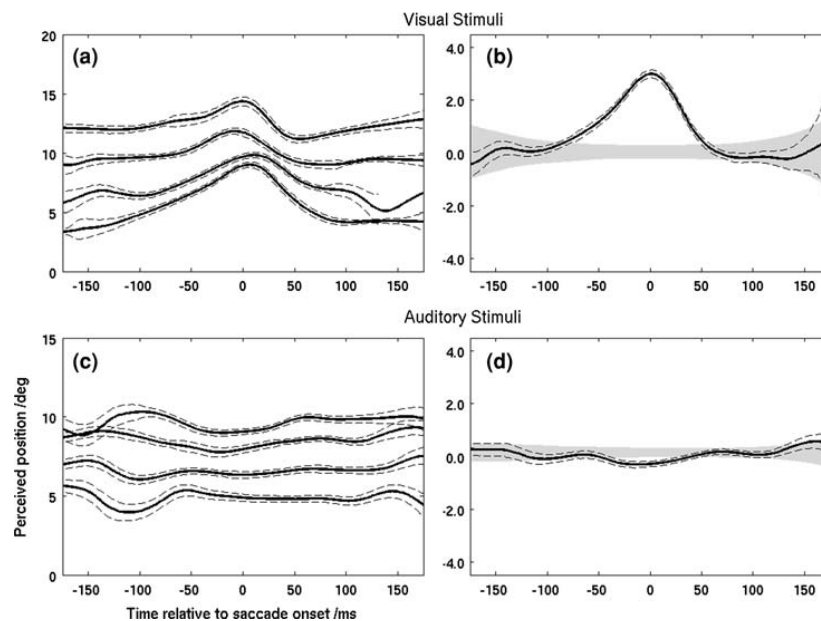 Visual Stimuli
(a)
20
15
10
5
0
-150 -100 -50 0 50 100 150
(b)
4.0
2.0
0.0
-2.0
-4.0
-150 -100 -50 0 50 100 150
Auditory Stimuli
(c)
15
10
5
0
-150 -100 -50 0 50 100 150
Perceived position /deg
Time relative to saccade onset /ms
(d)
4.0
2.0
0.0
-2.0
-4.0
-150 -100 -50 0 50 100 150